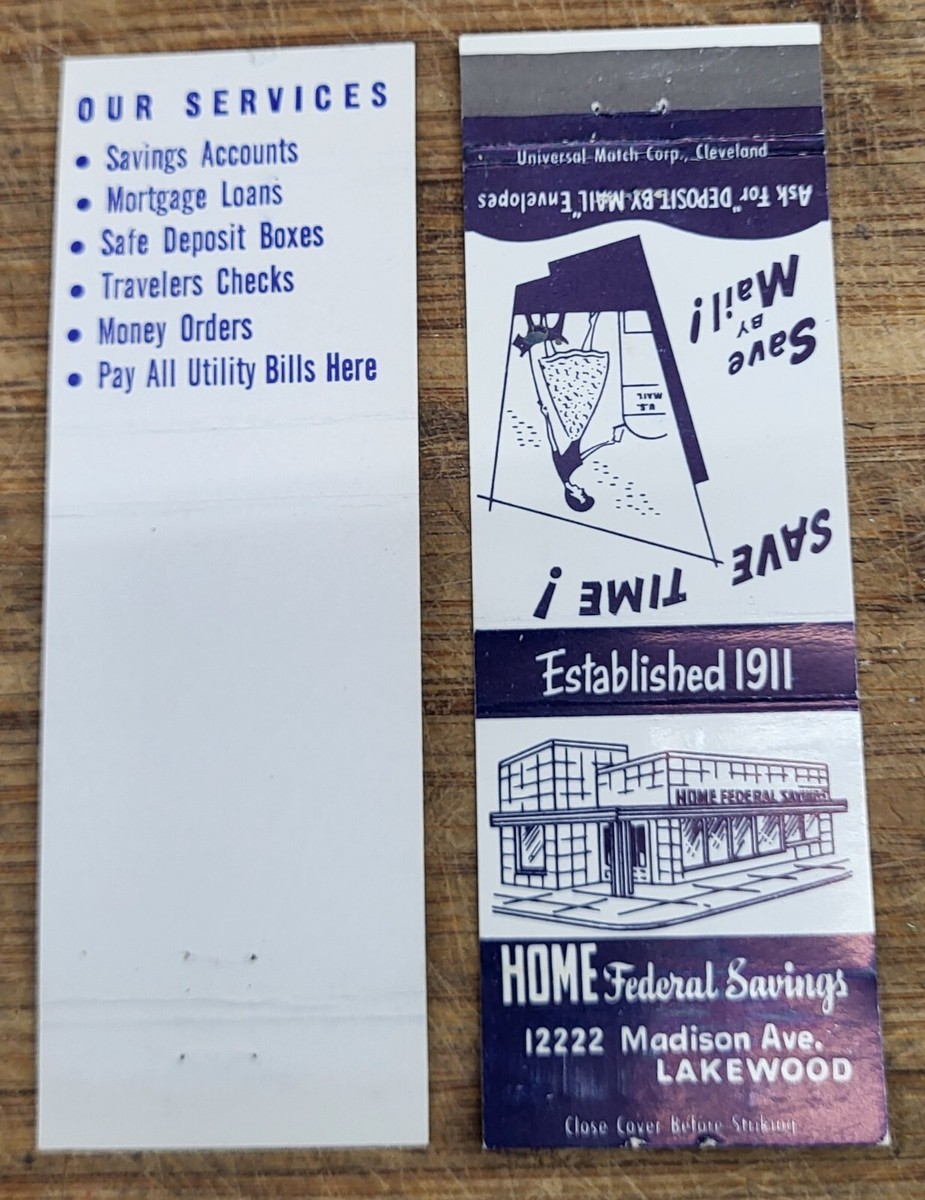 OUR SERVICES
• Savings Accounts
• Mortgage Loans
• Safe Deposit Boxes
• Travelers Checks
• Money Orders
• Pay All Utility Bills Here
Universal Match Corp., Cleveland
Ask For "DEPOSIT-BY-MAIL" Envelopes
Save
BY
Mail!
U.S.
MAIL
SAVE TIME!
Established 1911
HOME FEDERAL SAVINGS
HOME Federal Savings
12222 Madison Ave.
LAKEWOOD
Close Cover Before Striking